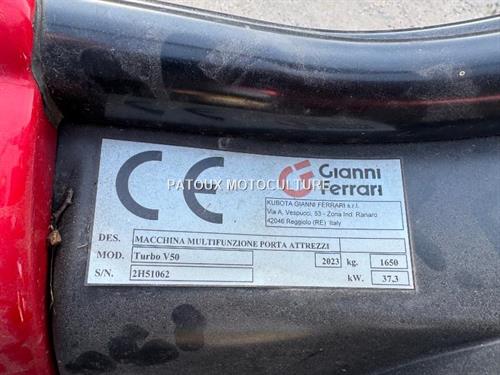 CE
Gianni
Ferrari
PATOUX MOTOCULTURE
KUBOTA GIANNI FERRARI s.r.l.
Via A. Vespucci, 53 - Zona Ind. Ranaro
42046 Reggiolo (RE) Italy
DES. MACCHINA MULTIFUNZIONE PORTA ATTREZZI
MOD. Turbo V50 2023 kg. 1650
S/N. 2H51062 kW. 37,3